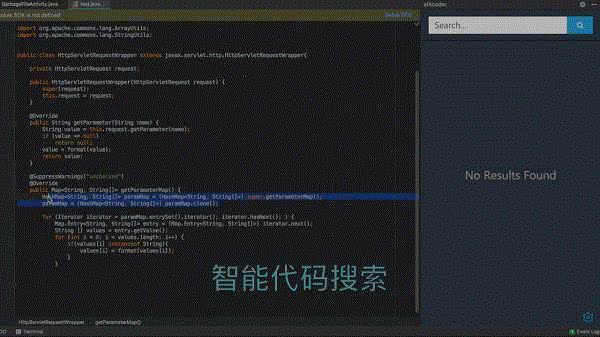 GarbageFileActivity.java
test.java
aiXcoder
odule SDK is not defined
Setup SDK
Search...
import org.apache.commons.lang.ArrayUtils;
import org.apache.commons.lang.StringUtils;
public class HttpServletRequestWrapper extends javax.servlet.http.HttpServletRequestWrapper{
private HttpServletRequest request;
public HttpServletRequestWrapper(HttpServletRequest request) {
super(request);
this.request = request;
}
@Override
public String getParameter(String name) {
String value = this.request.getParameter(name);
if (value == null)
return null;
value = format(value);
return value;
}
@SuppressWarnings("unchecked")
@Override
public Map<String, String[]> getParameterMap() {
HashMap<String, String[]> paramMap = (HashMap<String, String[]>) super.getParameterMap();
paramMap = (HashMap<String, String[]>) paramMap.clone();
for (Iterator iterator = paramMap.entrySet().iterator(); iterator.hasNext(); ) {
Map.Entry<String, String[]> entry = (Map.Entry<String, String[]>) iterator.next();
String [] values = entry.getValue();
for (int i = 0; i < values.length; i++) {
if(values[i] instanceof String){
values[i] = format(values[i]);
}
}
No Results Found
智能代码搜索
HttpServletRequestWrapper
getParameterMap()
Terminal
Event Log